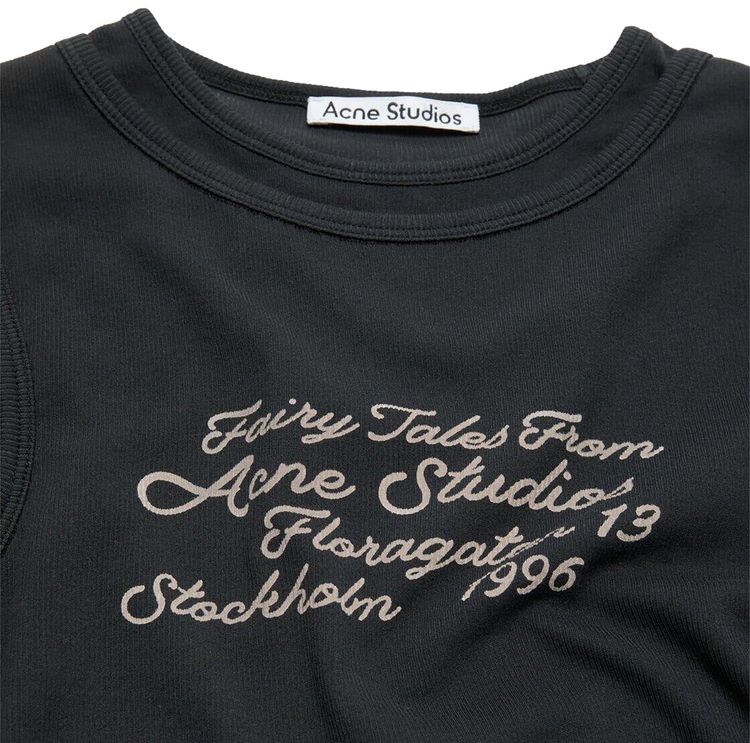 Acne Studios
Fairy Tales From
Acne Studios
Floragatan 13
Stockholm 1996